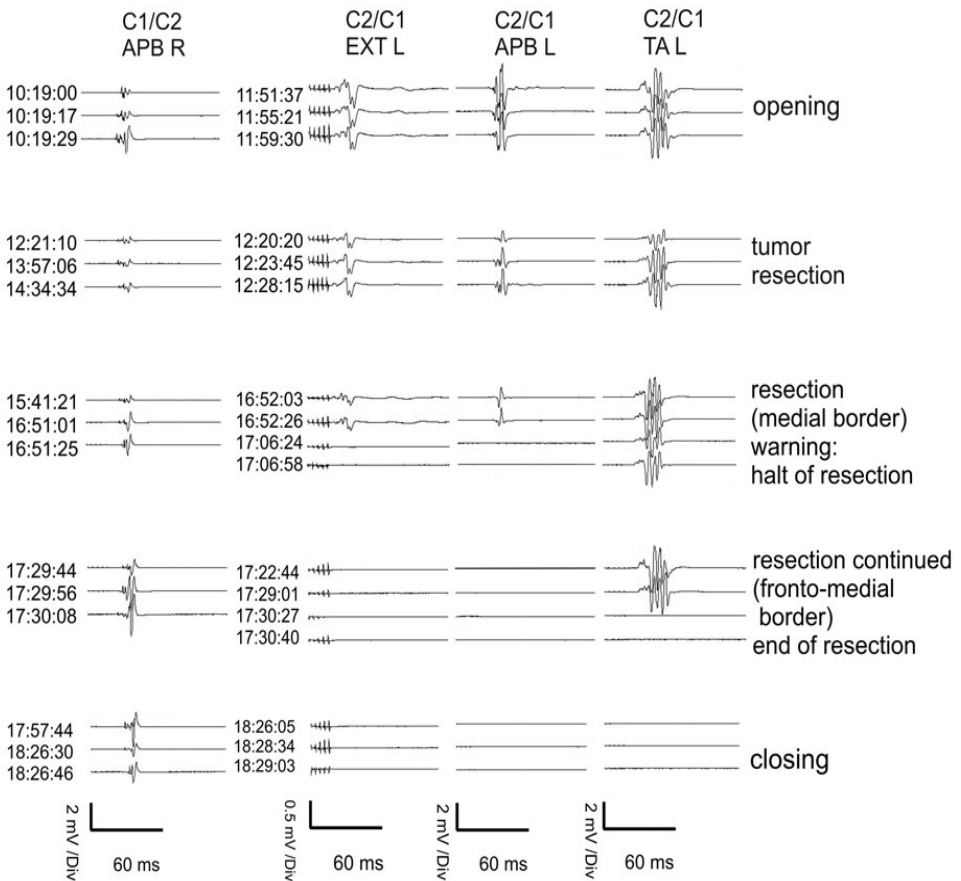 C1/C2 C2/C1 C2/C1 C2/C1
APB R EXT L APB L TA L
10:19:00 11:51:37
10:19:17 11:55:21 opening
10:19:29 11:59:30
12:21:10 12:20:20 tumor
13:57:06 12:23:45 resection
14:34:34 12:28:15
15:41:21 16:52:03 resection
16:51:01 16:52:26 (medial border)
16:51:25 17:06:24 warning:
17:06:58 halt of resection
17:29:44 17:22:44 resection continued
17:29:56 17:29:01 (fronto-medial
17:30:08 17:30:27 border)
17:30:40 end of resection
17:57:44 18:26:05
18:26:30 18:28:34 closing
18:26:46 18:29:03
2 mV /Div 0.5 mV /Div 2 mV /Div 2 mV /Div
60 ms 60 ms 60 ms 60 ms